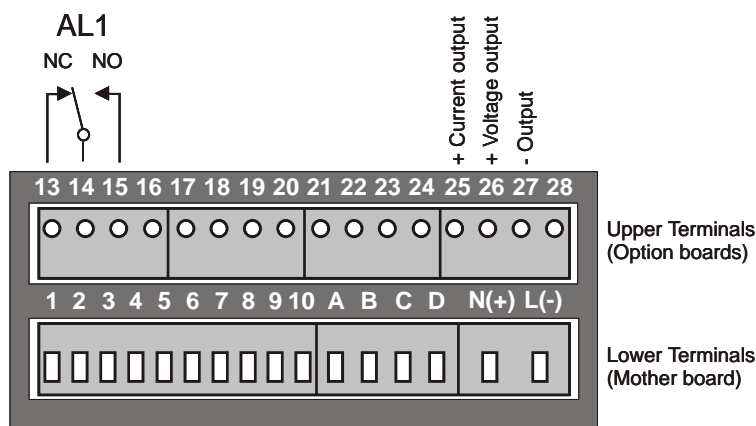 AL1
NC NO
+ Current output
+ Voltage output
- Output
13 14 15 16 17 18 19 20 21 22 23 24 25 26 27 28
Upper Terminals
(Option boards)
1 2 3 4 5 6 7 8 9 10 A B C D N(+) L(-)
Lower Terminals
(Mother board)